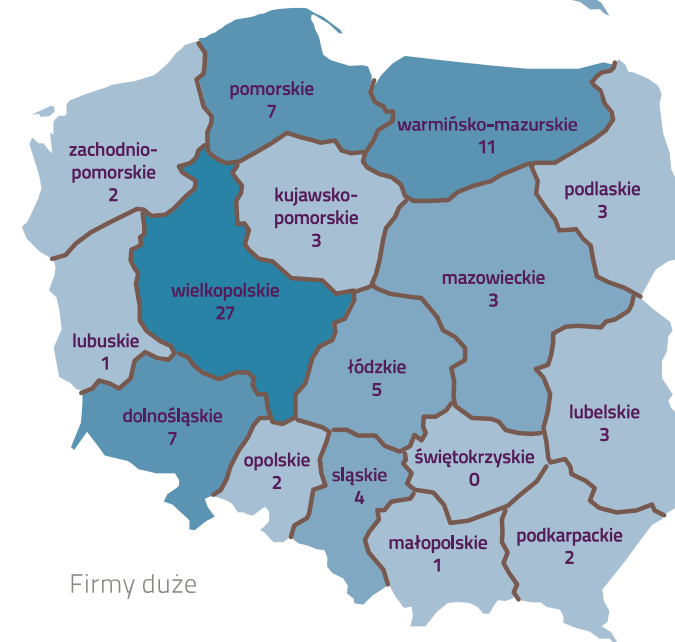 pomorskie
7
warmińsko-mazurskie
11
zachodnio-
pomorskie
2
podlaskie
3
kujawsko-
pomorskie
3
mazowieckie
3
wielkopolskie
27
lubuskie
1
łódzkie
5
dolnośląskie
7
lubelskie
3
opolskie
2
sląskie
4
świętokrzyskie
0
małopolskie
1
podkarpackie
2
Firmy duże